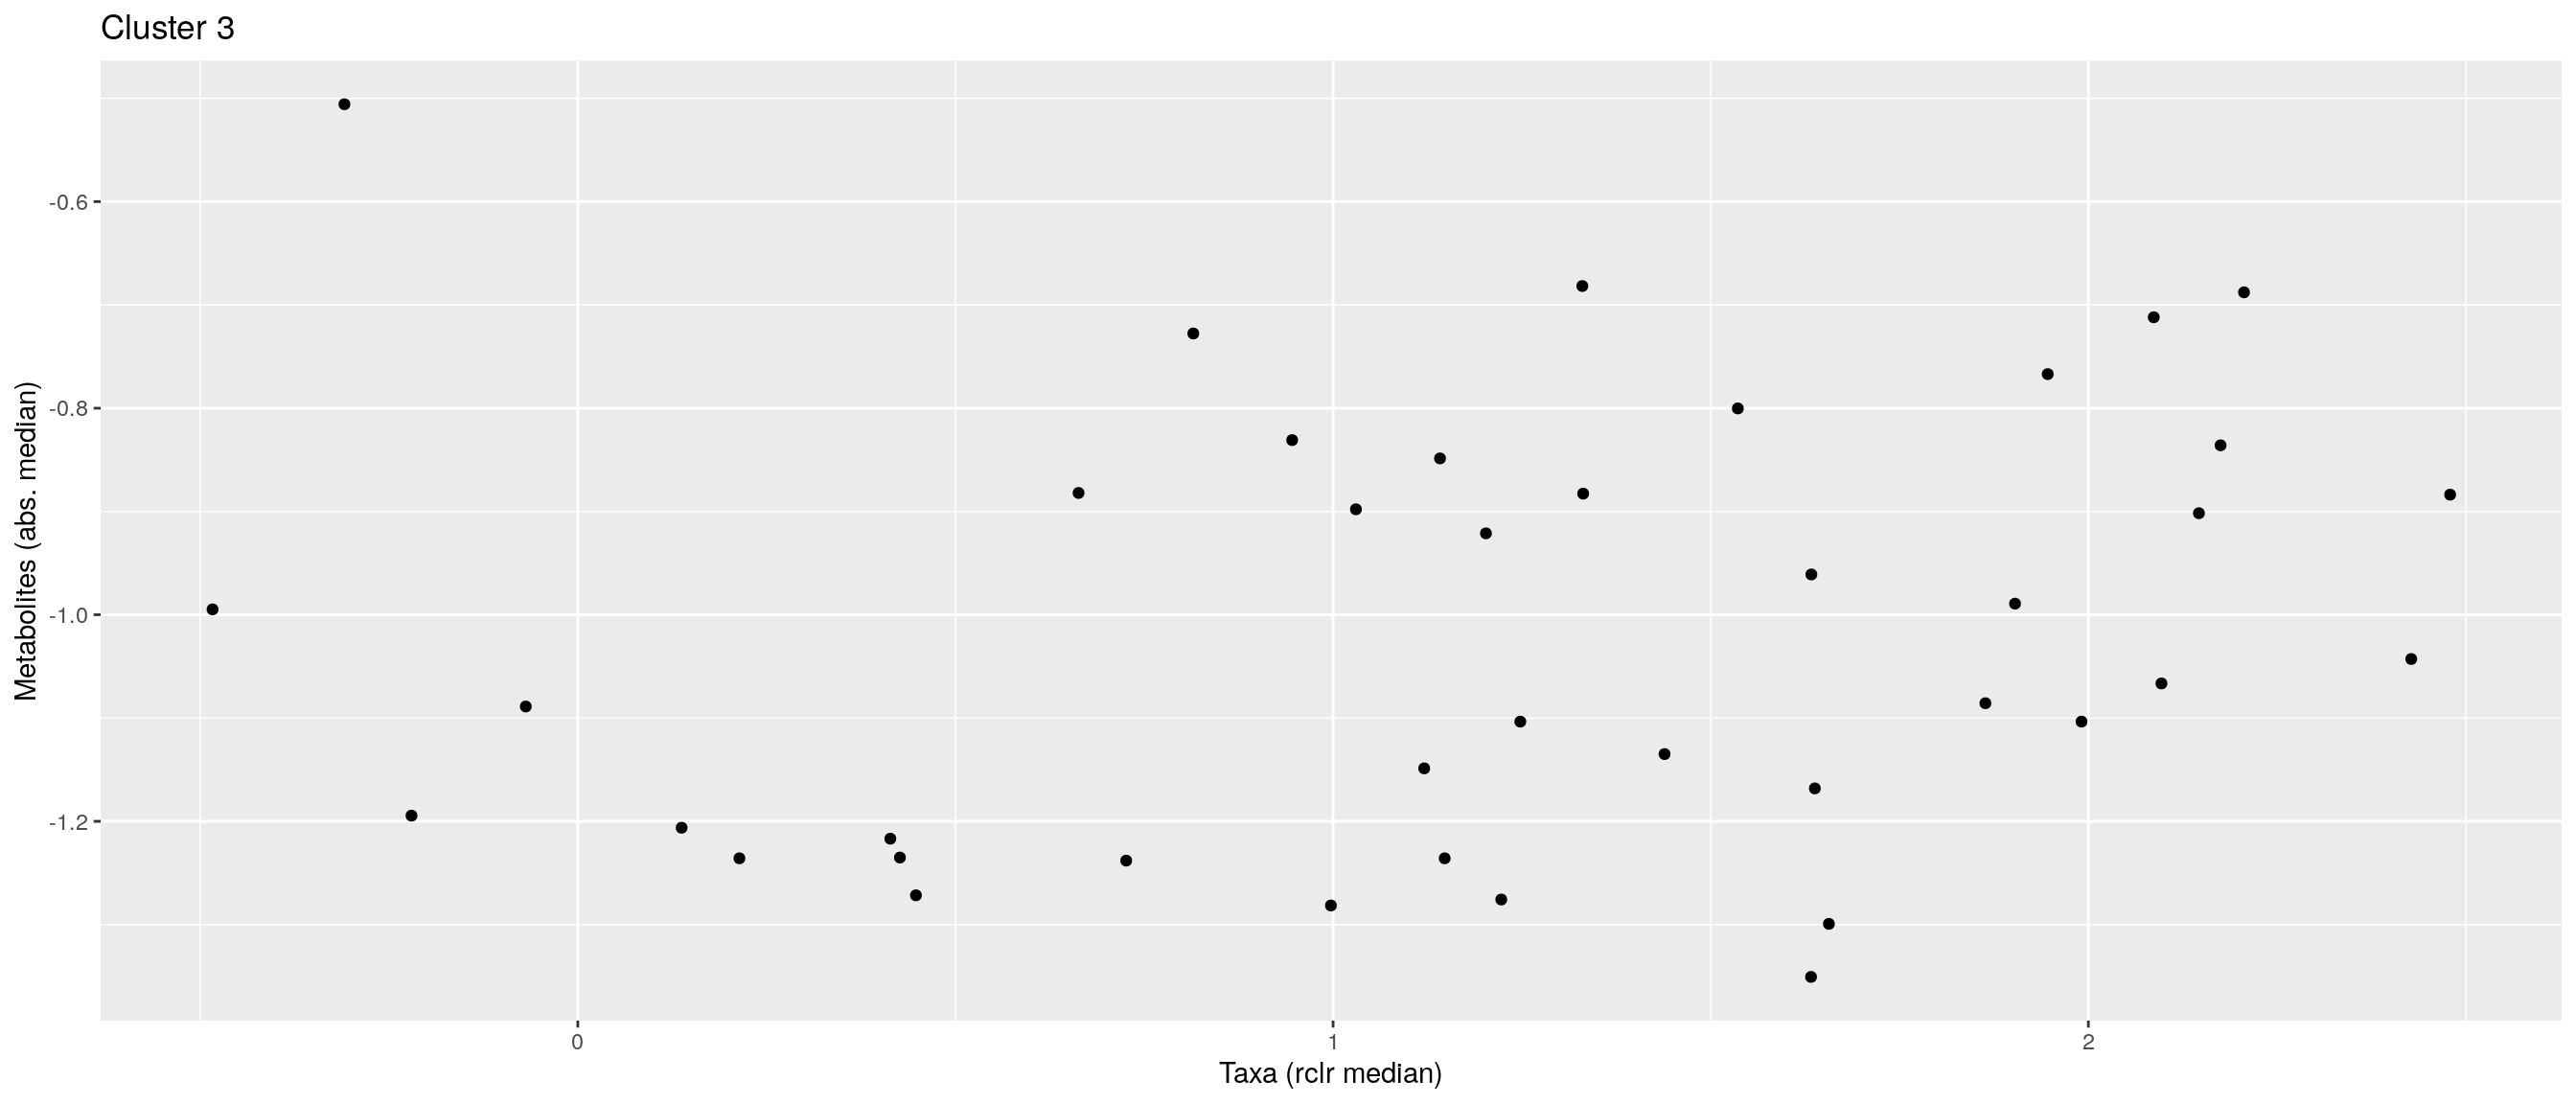 Cluster 3
Metabolites (abs. median)
-0.6
-0.8
-1.0
-1.2
0
1
2
Taxa (rclr median)